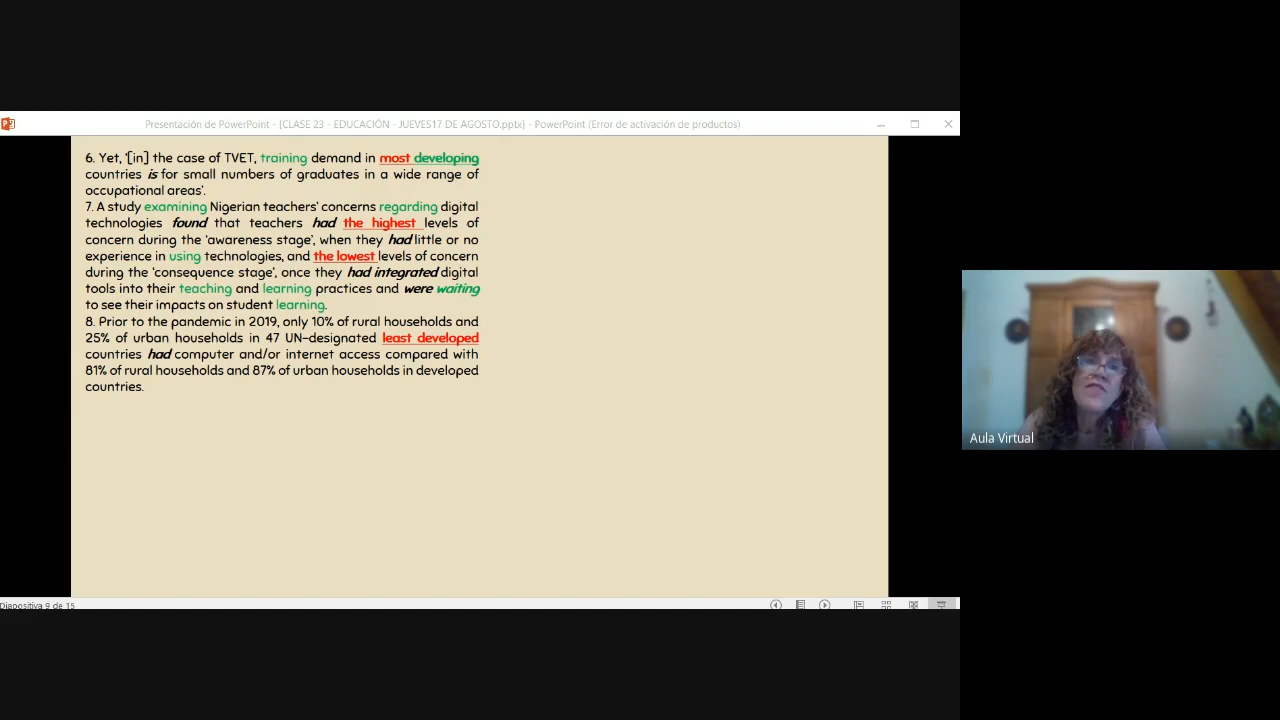 Presentación de PowerPoint - [CLASE 23 - EDUCACIÓN - JUEVES17 DE AGOSTO.pptx] - PowerPoint (Error de activación de productos)
6. Yet, '[in] the case of TVET, training demand in most developing
countries is for small numbers of graduates in a wide range of
occupational areas'.
7. A study examining Nigerian teachers' concerns regarding digital
technologies found that teachers had the highest levels of
concern during the 'awareness stage', when they had little or no
experience in using technologies, and the lowest levels of concern
during the 'consequence stage', once they had integrated digital
tools into their teaching and learning practices and were waiting
to see their impacts on student learning.
8. Prior to the pandemic in 2019, only 10% of rural households and
25% of urban households in 47 UN-designated least developed
countries had computer and/or internet access compared with
81% of rural households and 87% of urban households in developed
countries.
Diapositiva 9 de 15
Aula Virtual